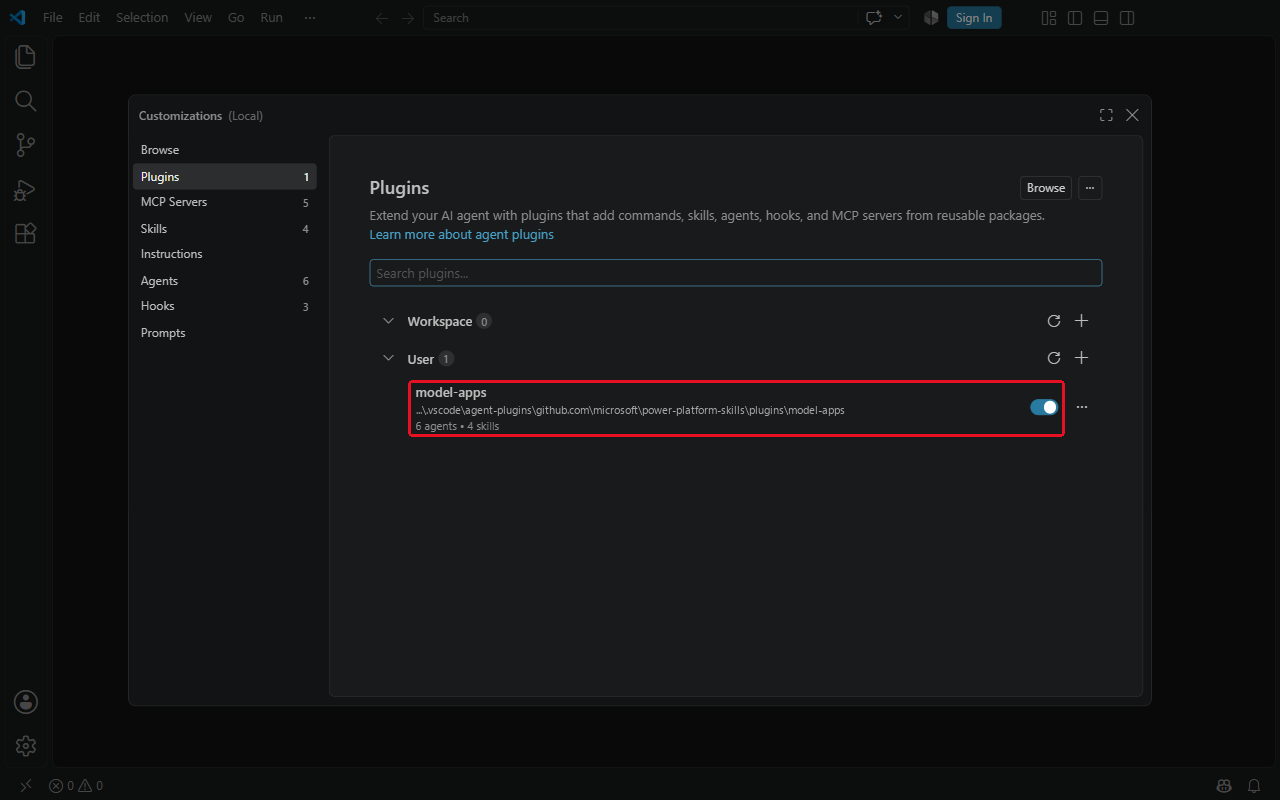 File Edit Selection View Go Run ···
Search
Sign In
Customizations (Local)
Browse
Plugins 1
MCP Servers 5
Skills 4
Instructions
Agents 6
Hooks 3
Prompts
Plugins
Browse ···
Extend your AI agent with plugins that add commands, skills, agents, hooks, and MCP servers from reusable packages.
Learn more about agent plugins
Search plugins...
Workspace 0
User 1
model-apps
...\.vscode\agent-plugins\github.com\microsoft\power-platform-skills\plugins\model-apps
6 agents • 4 skills
···
0 0